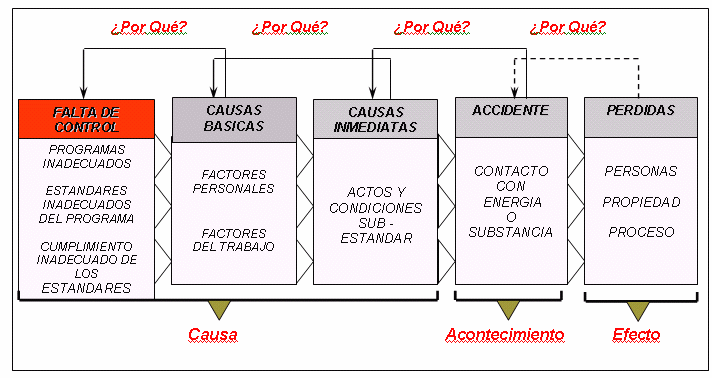 ¿Por Qué? ¿Por Qué? ¿Por Qué? ¿Por Qué?
FALTA DE
CONTROL
PROGRAMAS
INADECUADOS
ESTANDARES
INADECUADOS
DEL PROGRAMA
CUMPLIMIENTO
INADECUADO DE
LOS
ESTANDARES
CAUSAS
BASICAS
FACTORES
PERSONALES
FACTORES
DEL TRABAJO
CAUSAS
INMEDIATAS
ACTOS Y
CONDICIONES
SUB -
ESTANDAR
ACCIDENTE
CONTACTO
CON
ENERGIA
O
SUBSTANCIA
PERDIDAS
PERSONAS
PROPIEDAD
PROCESO
Causa
Acontecimiento
Efecto